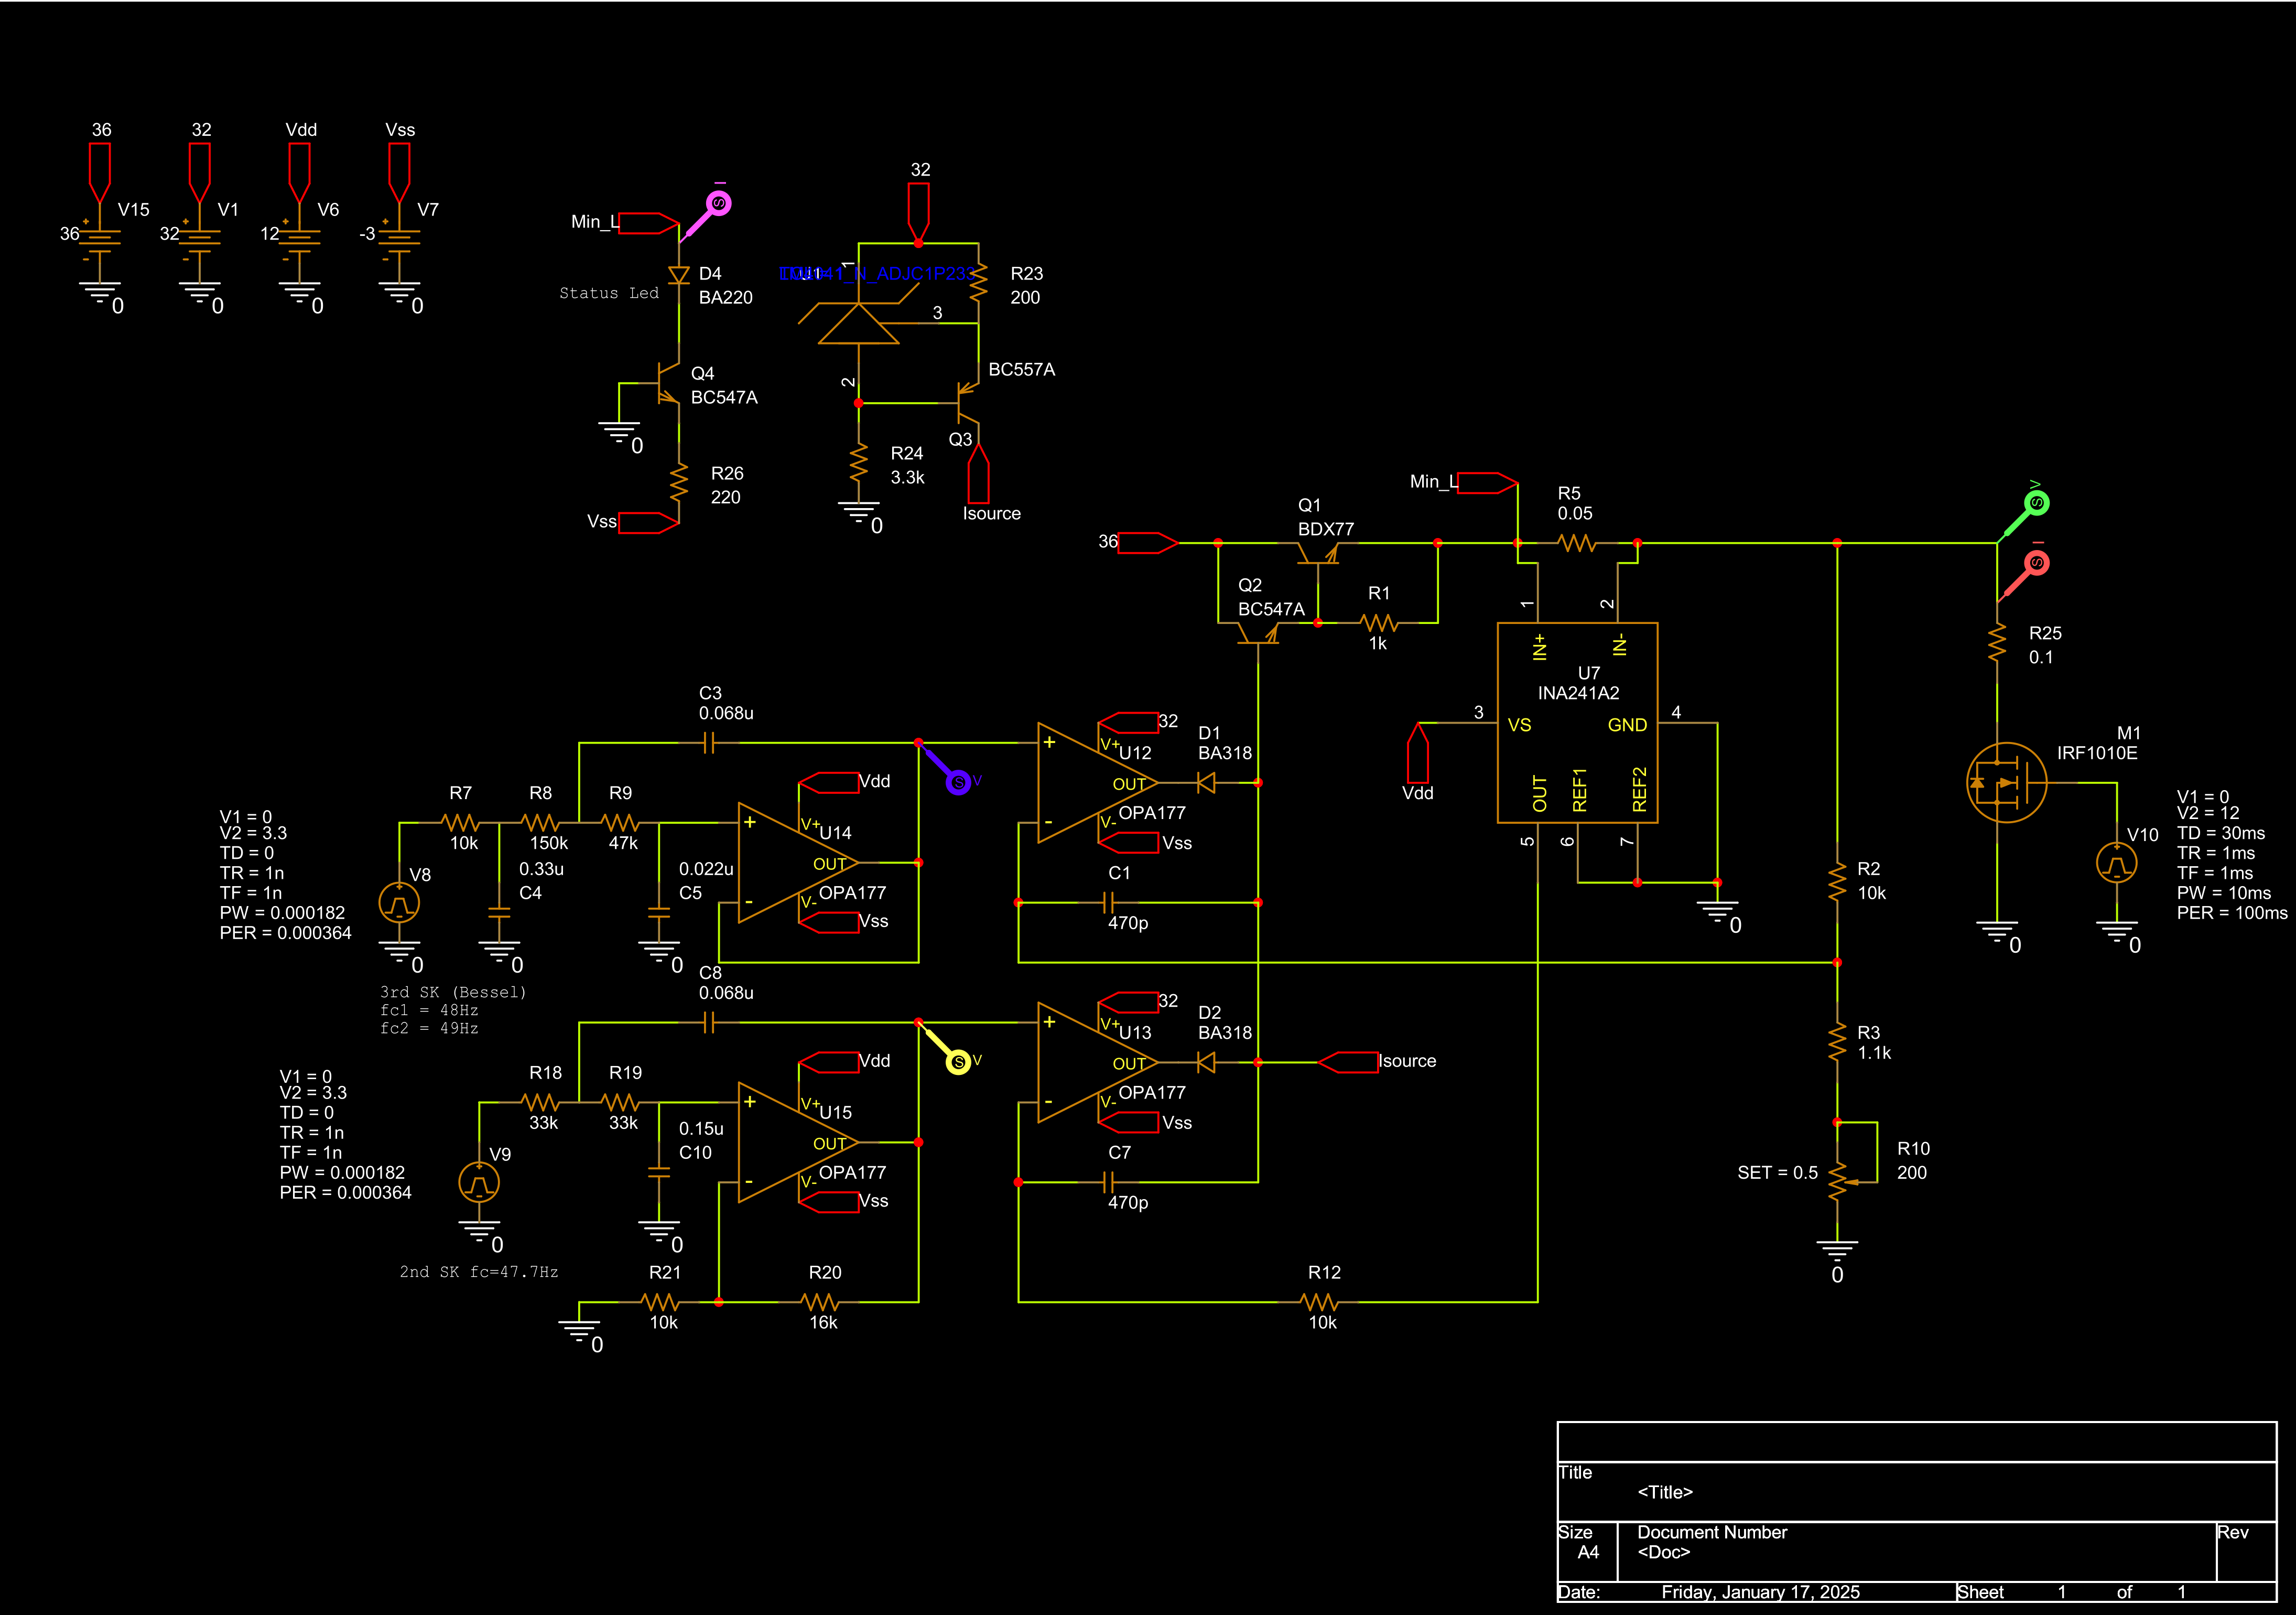 36
32
Vdd
Vss
V15
V1
V6
V7
36
32
12
-3
+
+
+
+
-
-
-
-
0
0
0
0
Min_L
I
S
D4
BA220
Status Led
Q4
BC547A
0
R26
220
Vss
32
1
R23
200
3
2
BC557A
Q3
R24
3.3k
0
Isource
Min_L
R5
0.05
Q1
BDX77
36
Q2
BC547A
R1
1k
1
2
IN+
IN-
U7
INA241A2
3
VS
GND
4
OUT
REF1
REF2
5
6
7
Vdd
0
V
S
I
S
R25
0.1
M1
IRF1010E
V10
+
-
0
0
V1 = 0
V2 = 12
TD = 30ms
TR = 1ms
TF = 1ms
PW = 10ms
PER = 100ms
C3
0.068u
R7
10k
R8
150k
R9
47k
V1 = 0
V2 = 3.3
TD = 0
TR = 1n
TF = 1n
PW = 0.000182
PER = 0.000364
V8
+
-
0
0.33u
C4
0
0.022u
C5
0
Vdd
+
V+
U14
OUT
OPA177
-
V-
Vss
S
V
32
+
V+
U12
OUT
OPA177
-
V-
Vss
D1
BA318
C1
470p
3rd SK (Bessel)
fc1 = 48Hz
fc2 = 49Hz
C8
0.068u
R18
33k
R19
33k
V1 = 0
V2 = 3.3
TD = 0
TR = 1n
TF = 1n
PW = 0.000182
PER = 0.000364
V9
+
-
0
0.15u
C10
0
Vdd
+
V+
U15
OUT
OPA177
-
V-
Vss
S
V
32
+
V+
U13
OUT
OPA177
-
V-
Vss
D2
BA318
Isource
C7
470p
2nd SK fc=47.7Hz
R21
10k
R20
16k
0
R12
10k
R2
10k
R3
1.1k
SET = 0.5
R10
200
0
Title
<Title>
Size
A4
Document Number
<Doc>
Rev
Date:
Friday, January 17, 2025
Sheet
1
of
1